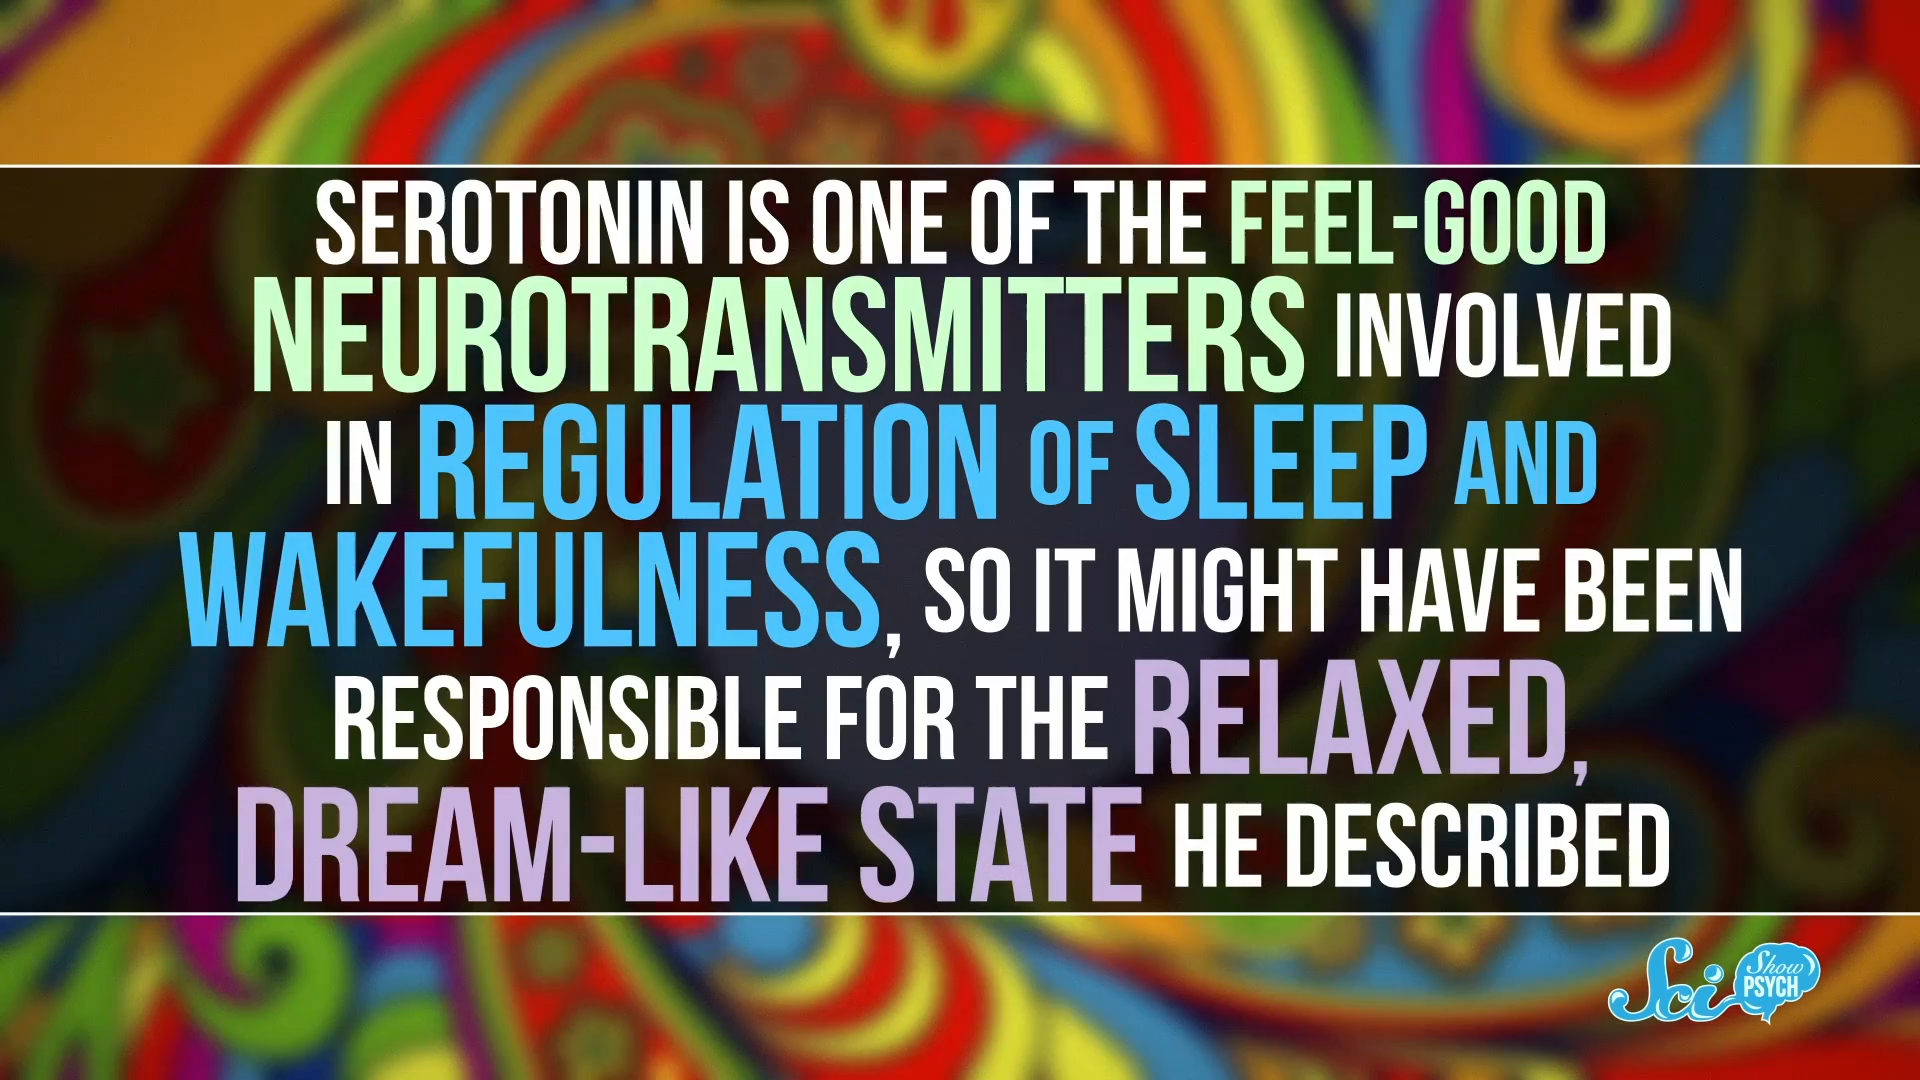 SEROTONIN IS ONE OF THE FEEL-GOOD
NEUROTRANSMITTERS INVOLVED
IN REGULATION OF SLEEP AND
WAKEFULNESS, SO IT MIGHT HAVE BEEN
RESPONSIBLE FOR THE RELAXED,
DREAM-LIKE STATE HE DESCRIBED
Sci Show
PSYCH